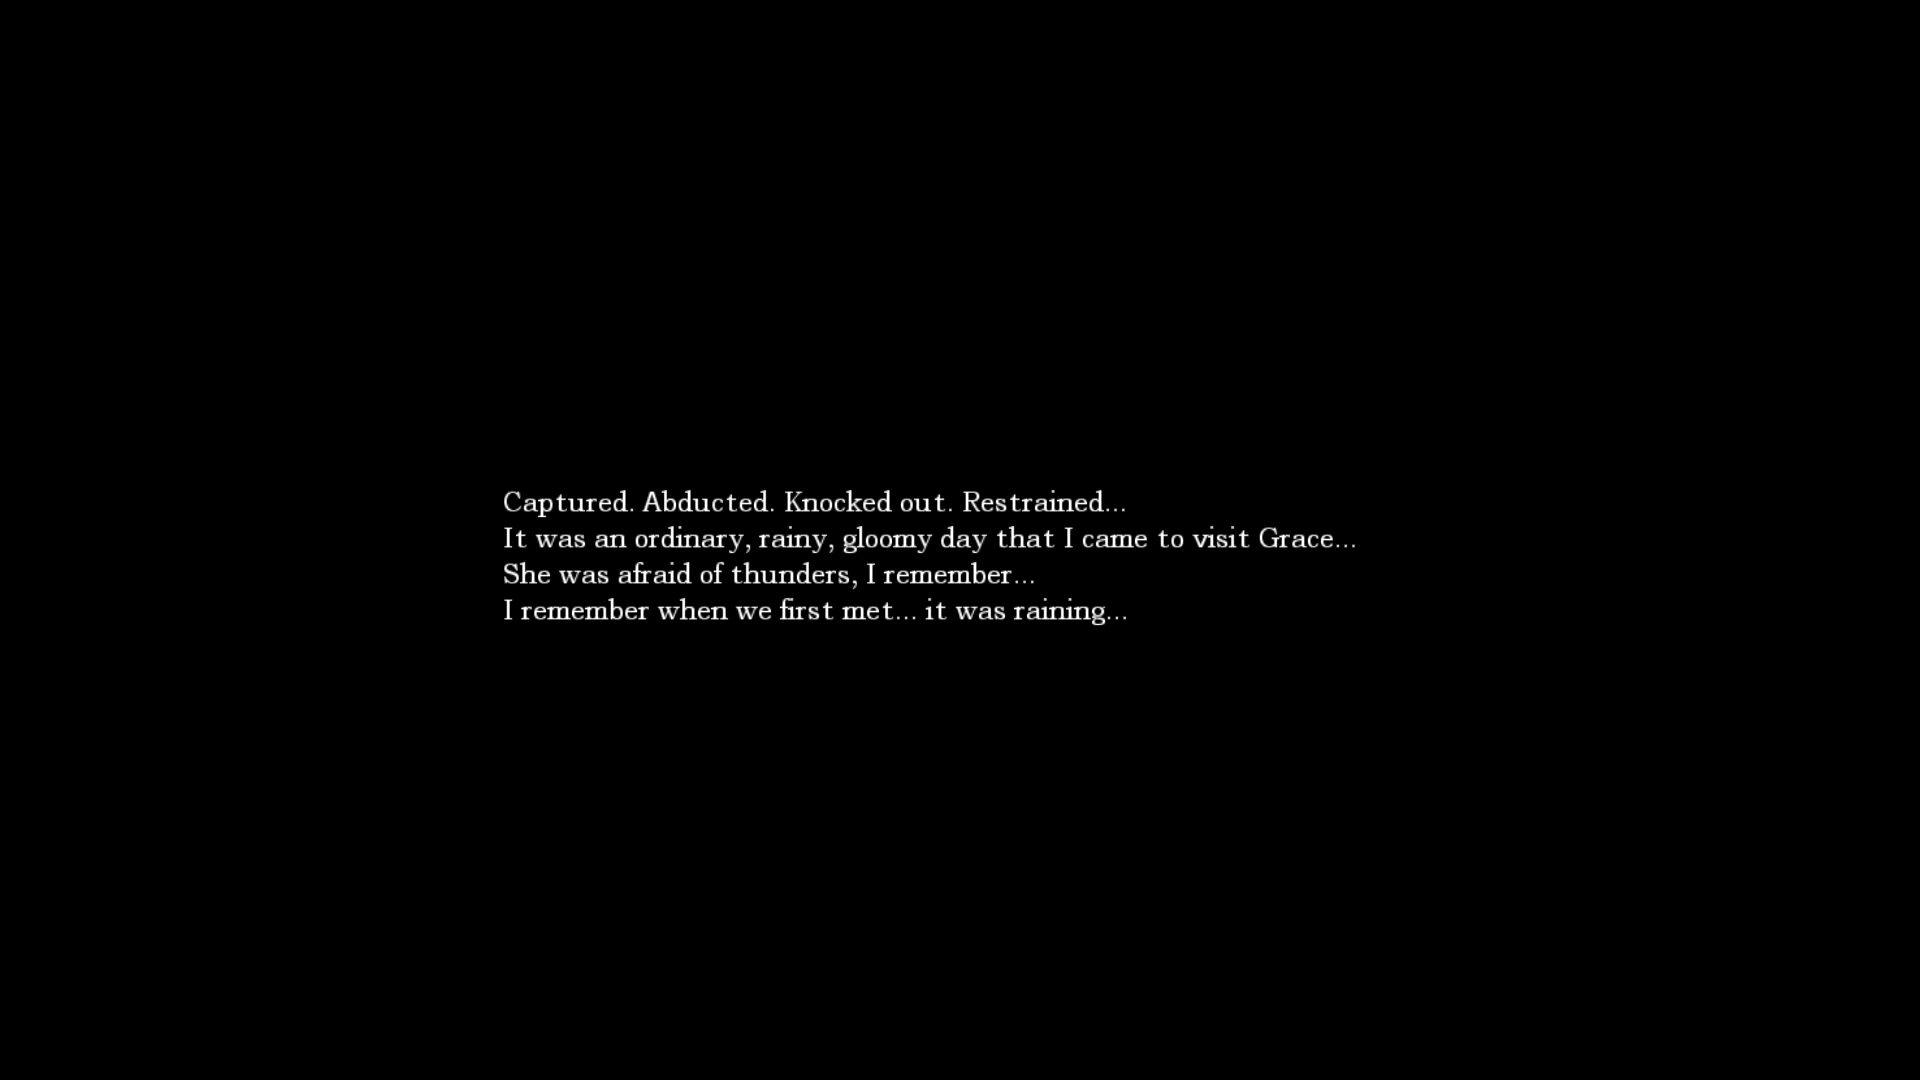 Captured. Abducted. Knocked out. Restrained...
It was an ordinary, rainy, gloomy day that I came to visit Grace...
She was afraid of thunders, I remember...
I remember when we first met... it was raining...